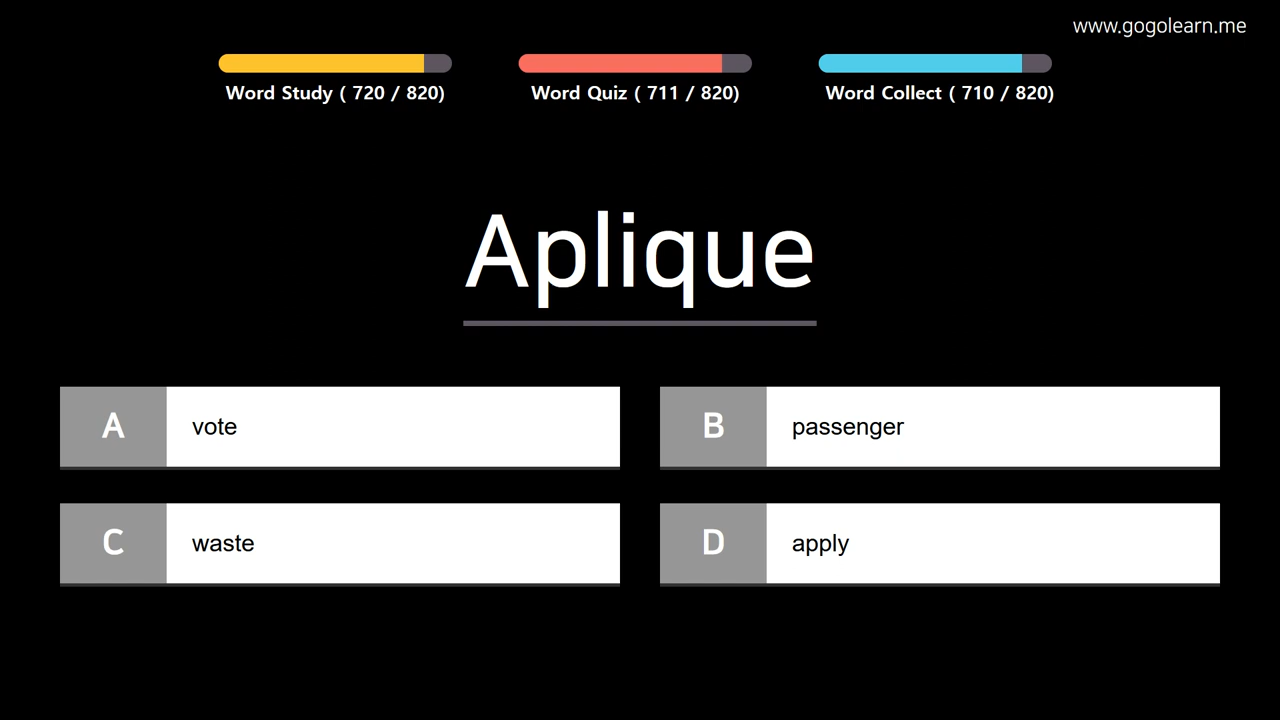 www.gogolearn.me
Word Study ( 720 / 820)
Word Quiz ( 711 / 820)
Word Collect ( 710 / 820)
Aplique
A vote
B passenger
C waste
D apply